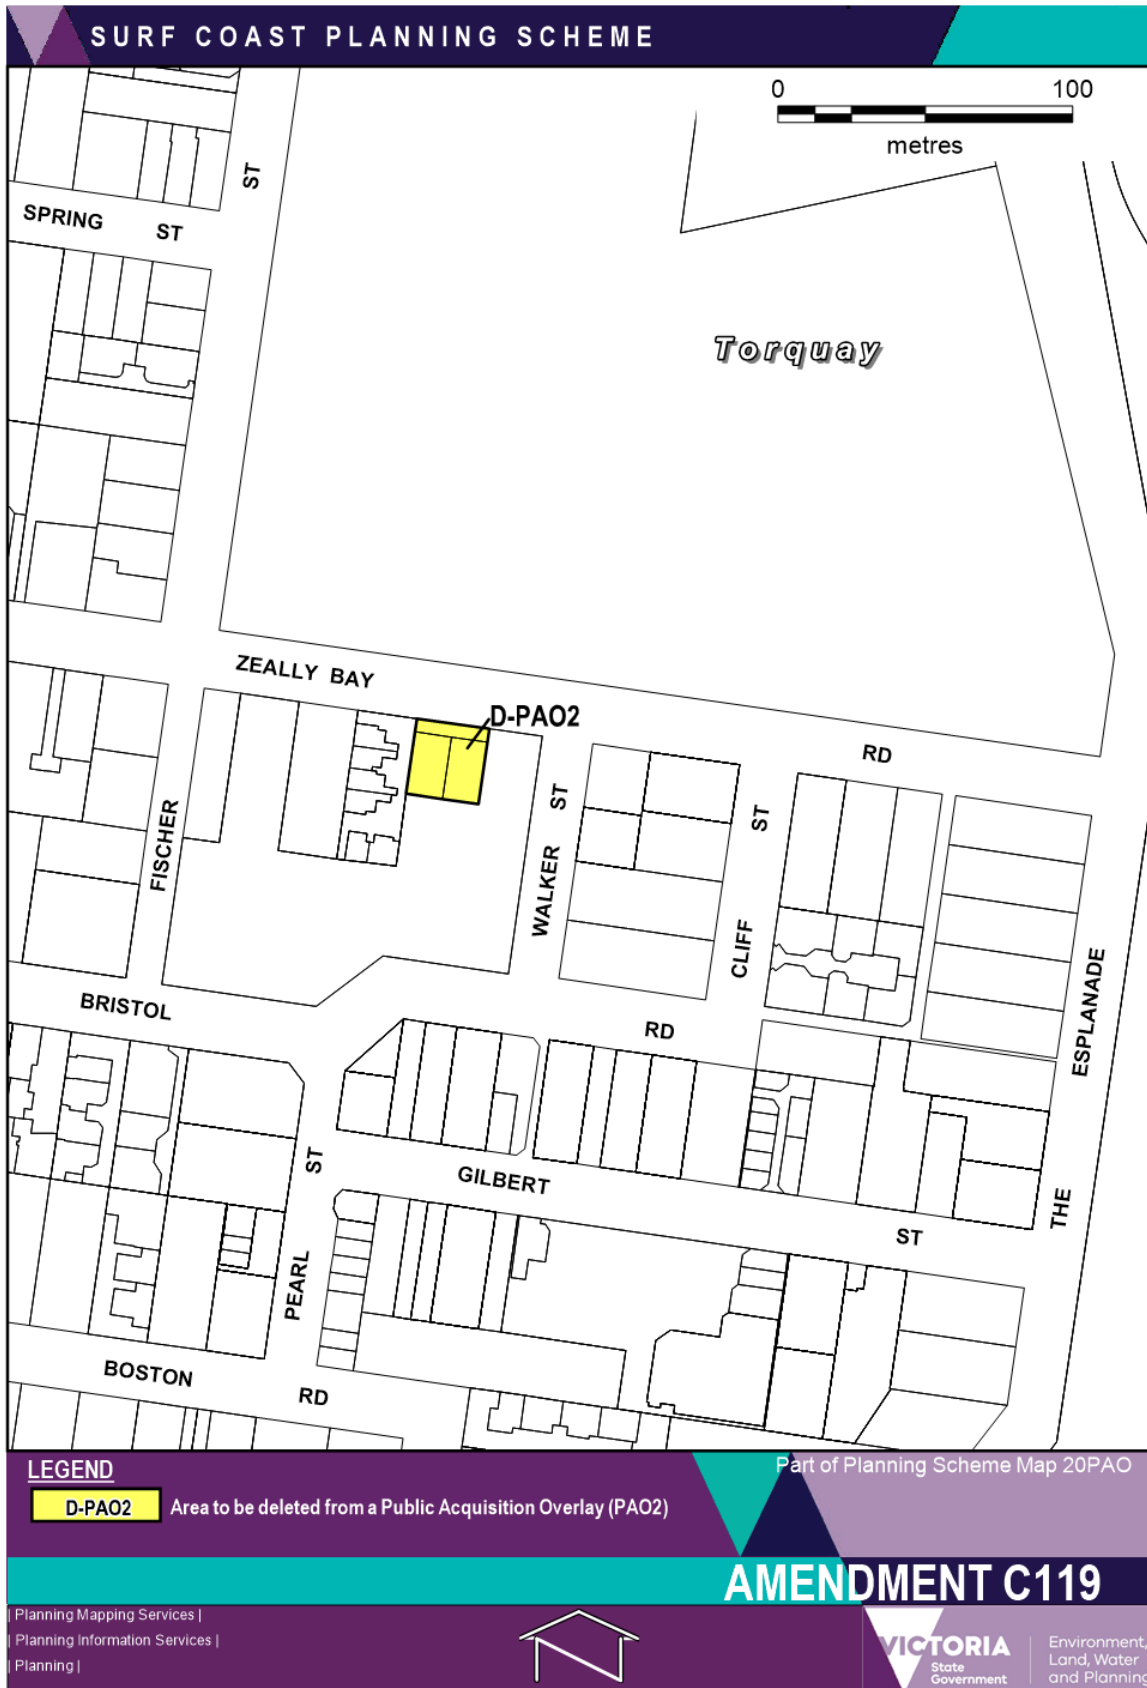 SURF COAST PLANNING SCHEME
0 100
metres
ST
SPRING ST
Torquay
ZEALLY BAY RD
D-PAO2
FISCHER
WALKER ST
CLIFF ST
THE ESPLANADE
BRISTOL RD
GILBERT ST
PEARL ST
BOSTON RD
LEGEND
D-PAO2 Area to be deleted from a Public Acquisition Overlay (PAO2)
Part of Planning Scheme Map 20PAO
AMENDMENT C119
| Planning Mapping Services |
| Planning Information Services |
| Planning |
VICTORIA
State
Government
Environment,
Land, Water
and Planning